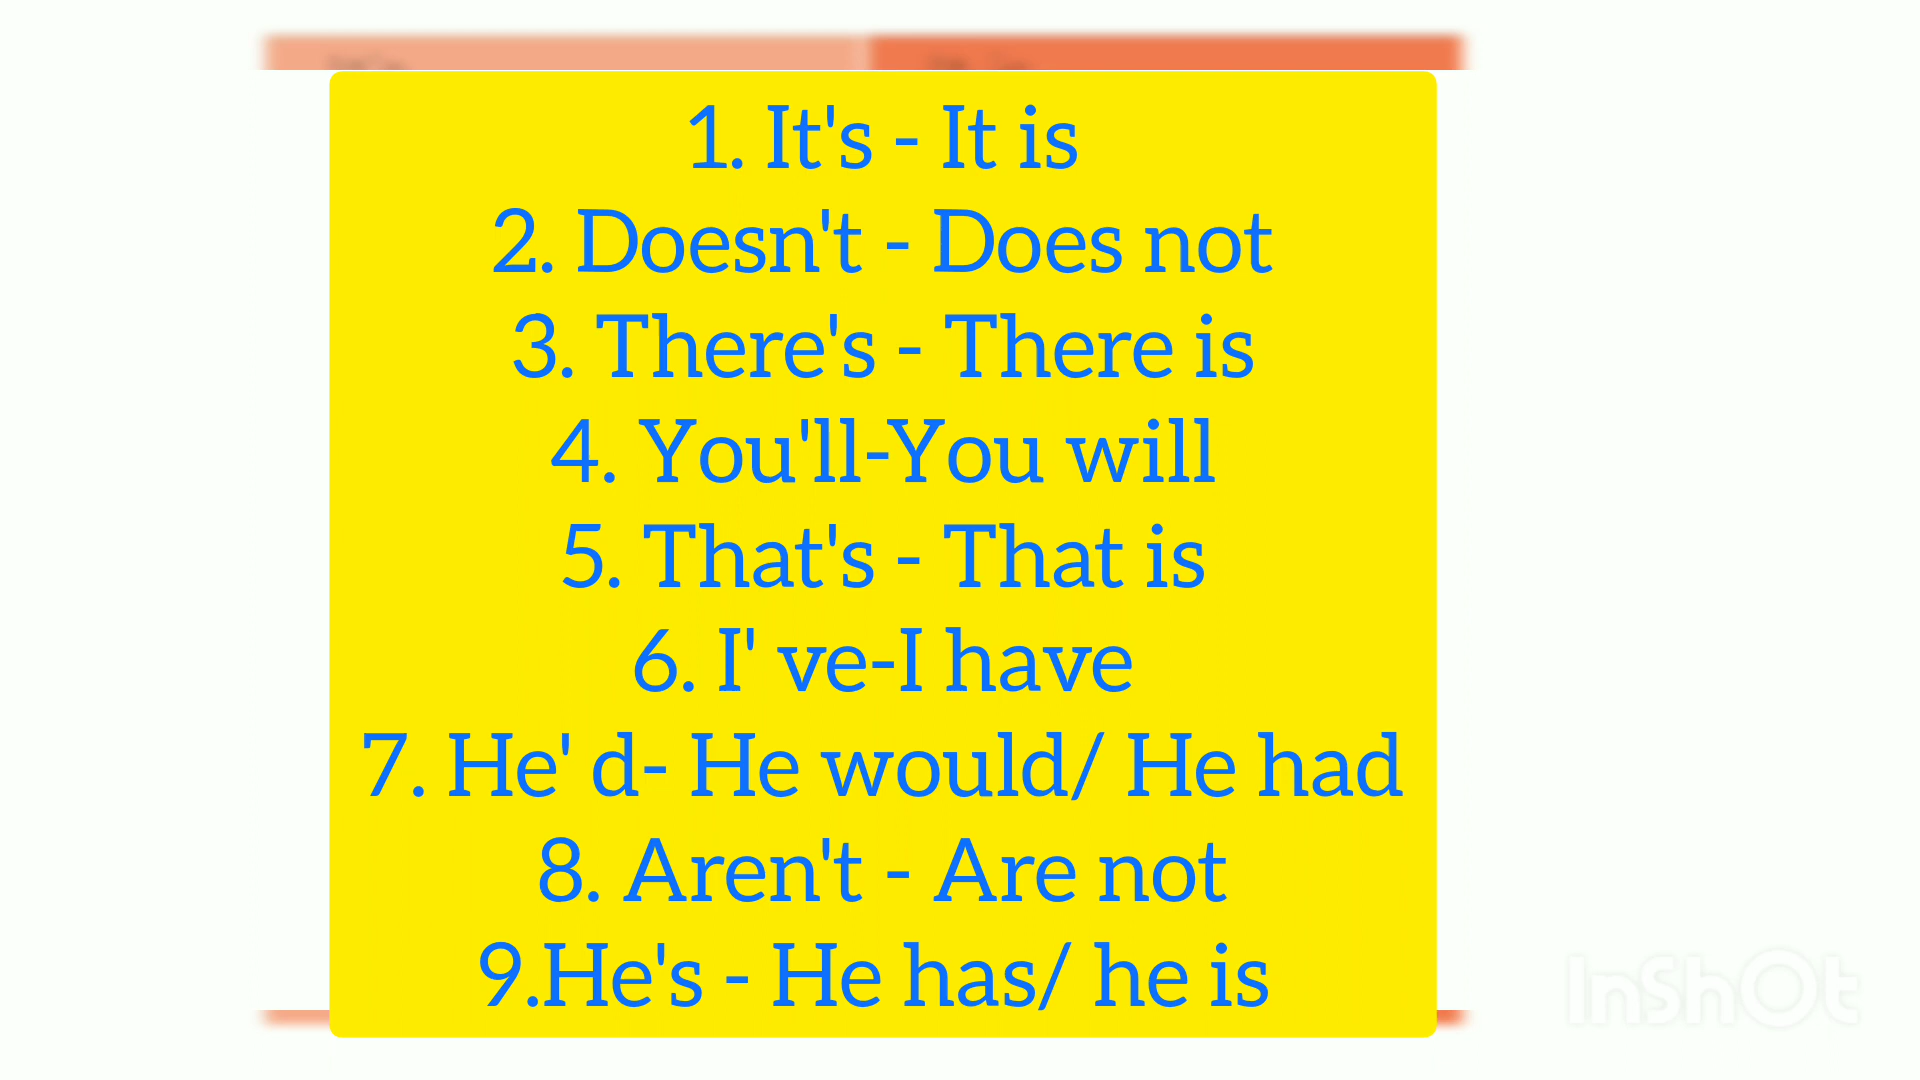 1. It's - It is
2. Doesn't - Does not
3. There's - There is
4. You'll-You will
5. That's - That is
6. I' ve-I have
7. He' d- He would/ He had
8. Aren't - Are not
9.He's - He has/ he is
InShOt